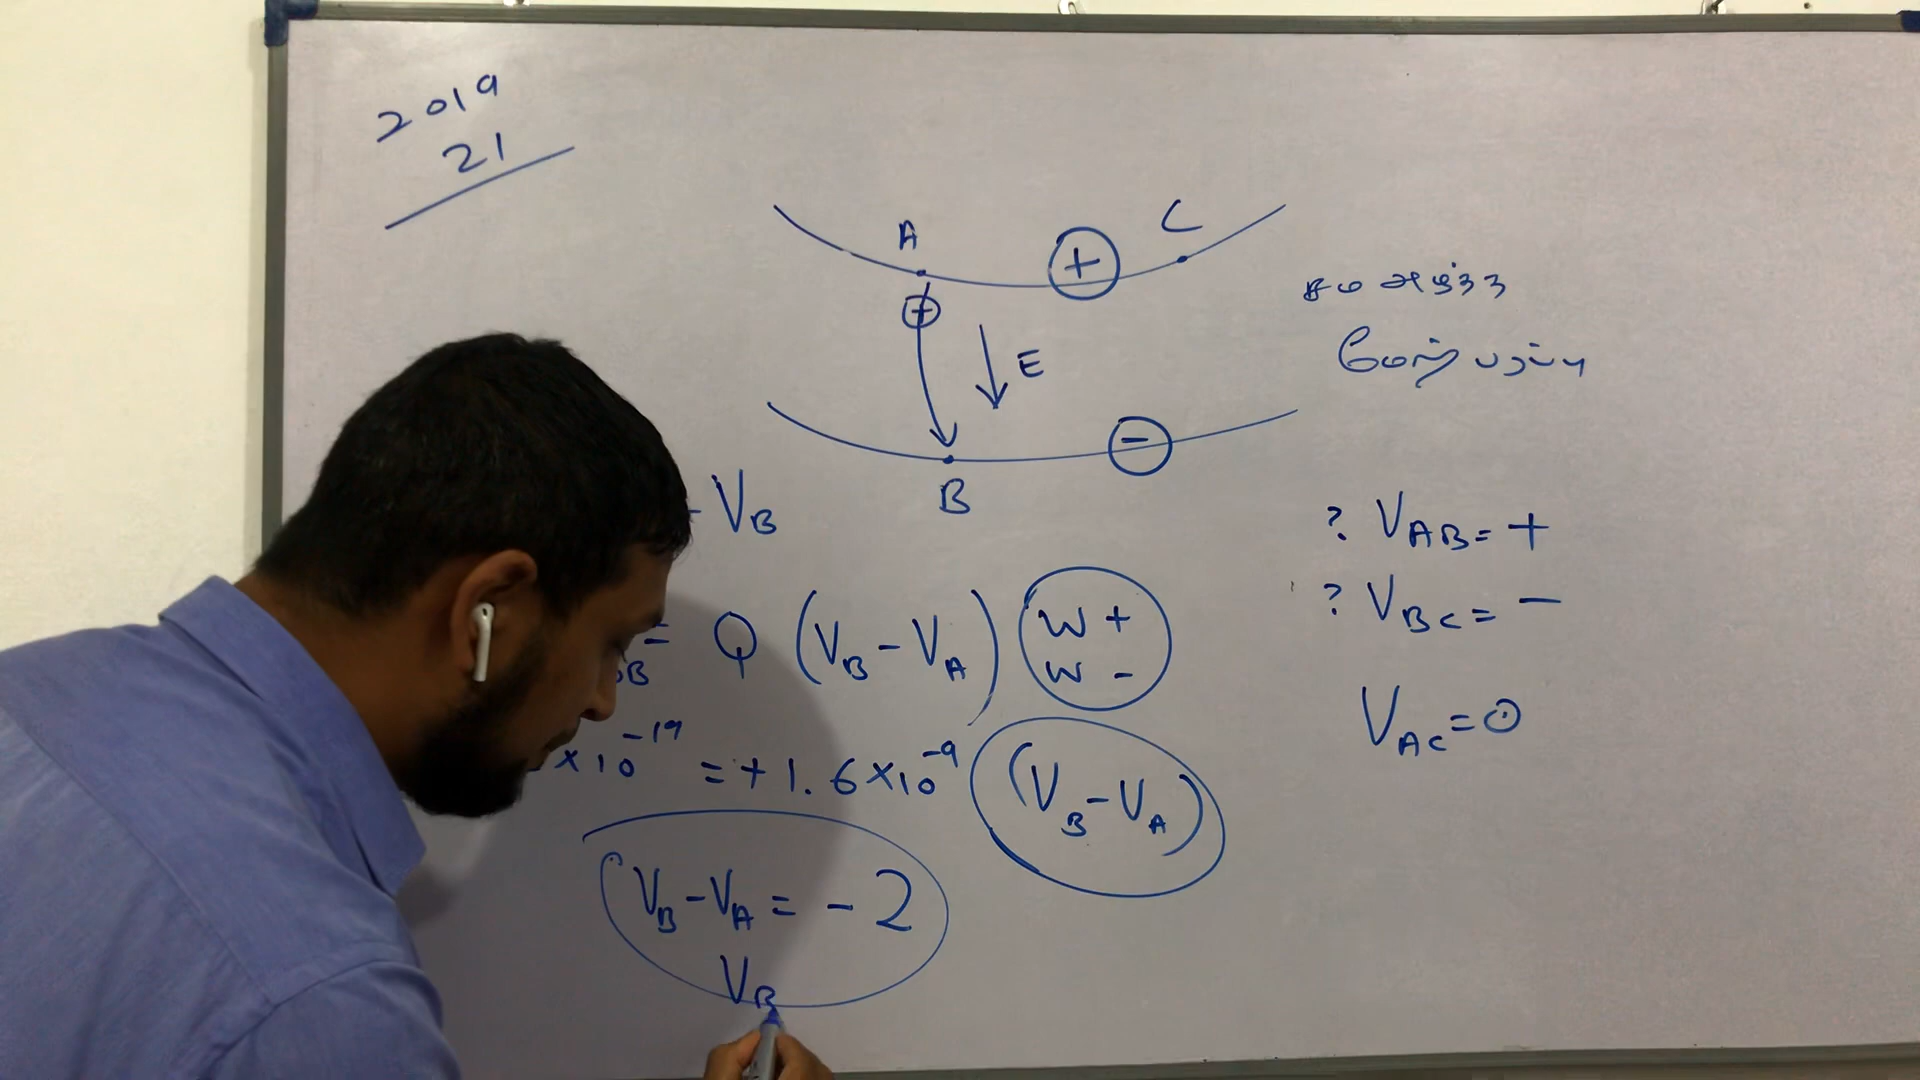 2019
21
A
+
C
சம அழுத்த
மேற்பரப்பு
+
E
-
B
- V_B
? V_AB = +
? V_BC = -
V_AC = 0
B = Q (V_B - V_A)
W +
W -
× 10^-19 = + 1.6 × 10^-9 (V_B - V_A)
V_B - V_A = - 2
V_B